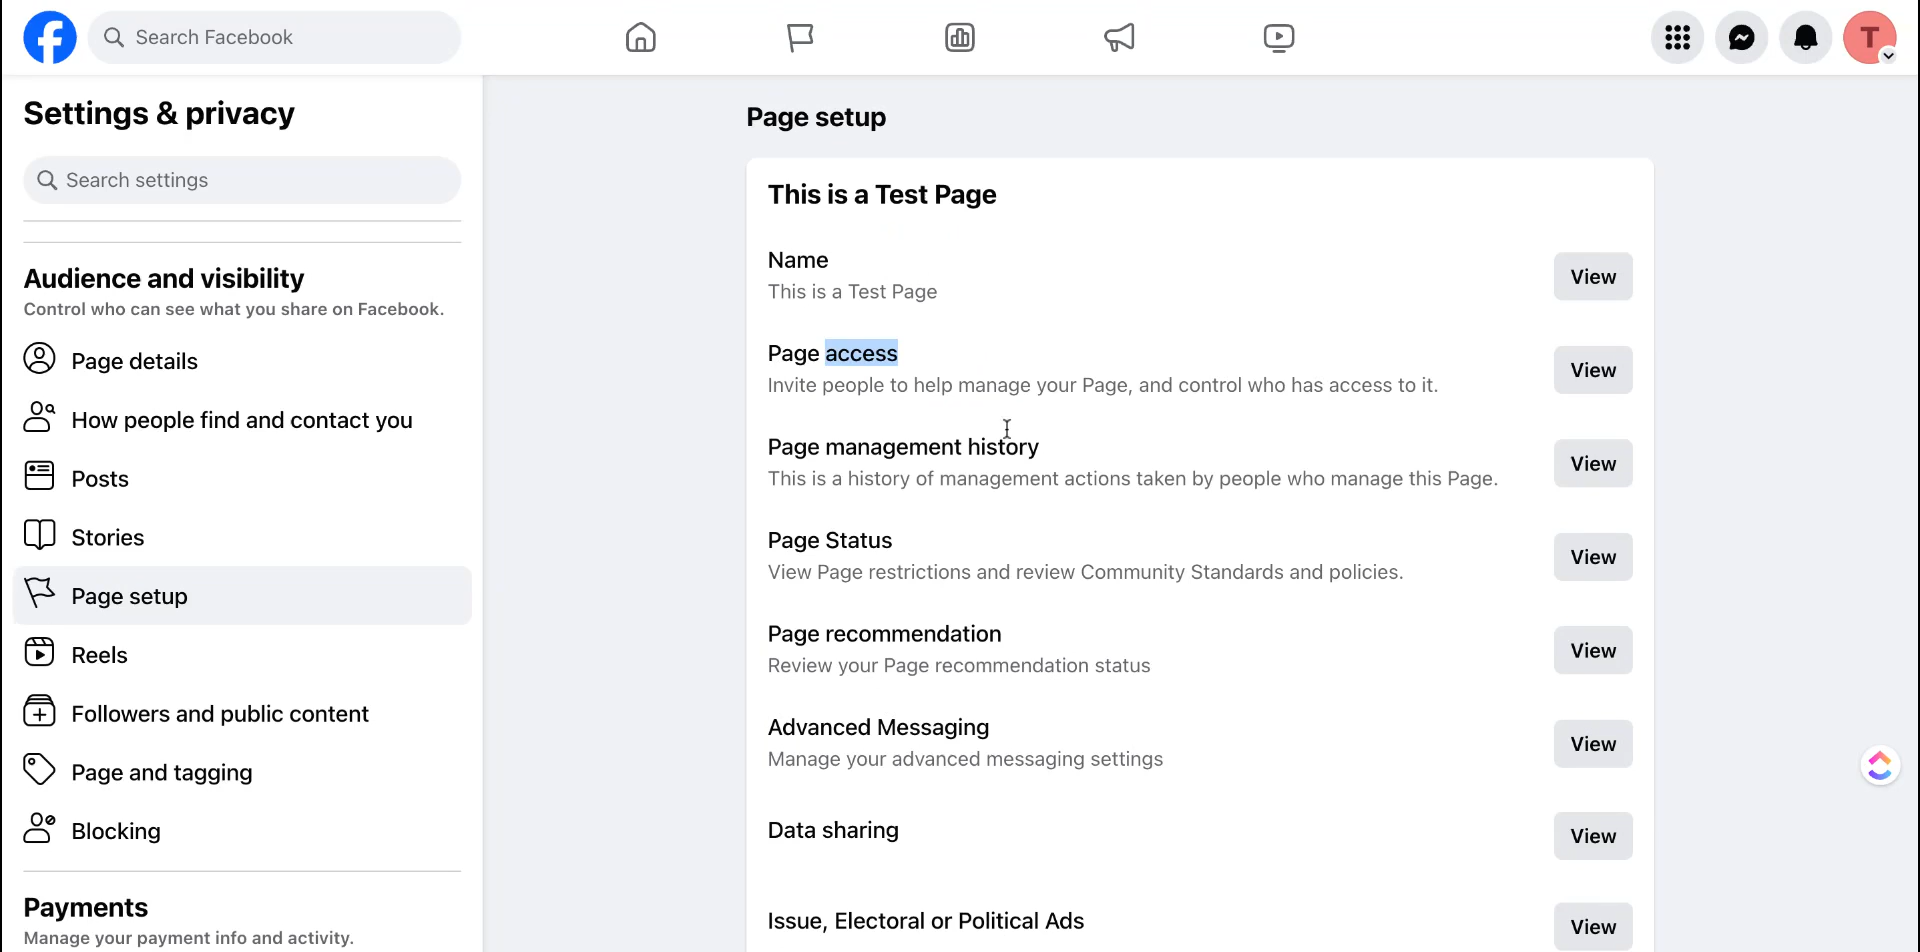 Search Facebook
T
Settings & privacy
Search settings
Audience and visibility
Control who can see what you share on Facebook.
Page details
How people find and contact you
Posts
Stories
Page setup
Reels
Followers and public content
Page and tagging
Blocking
Payments
Manage your payment info and activity.
Page setup
This is a Test Page
Name
This is a Test Page
View
Page access
Invite people to help manage your Page, and control who has access to it.
View
Page management history
This is a history of management actions taken by people who manage this Page.
View
Page Status
View Page restrictions and review Community Standards and policies.
View
Page recommendation
Review your Page recommendation status
View
Advanced Messaging
Manage your advanced messaging settings
View
Data sharing
View
Issue, Electoral or Political Ads
View